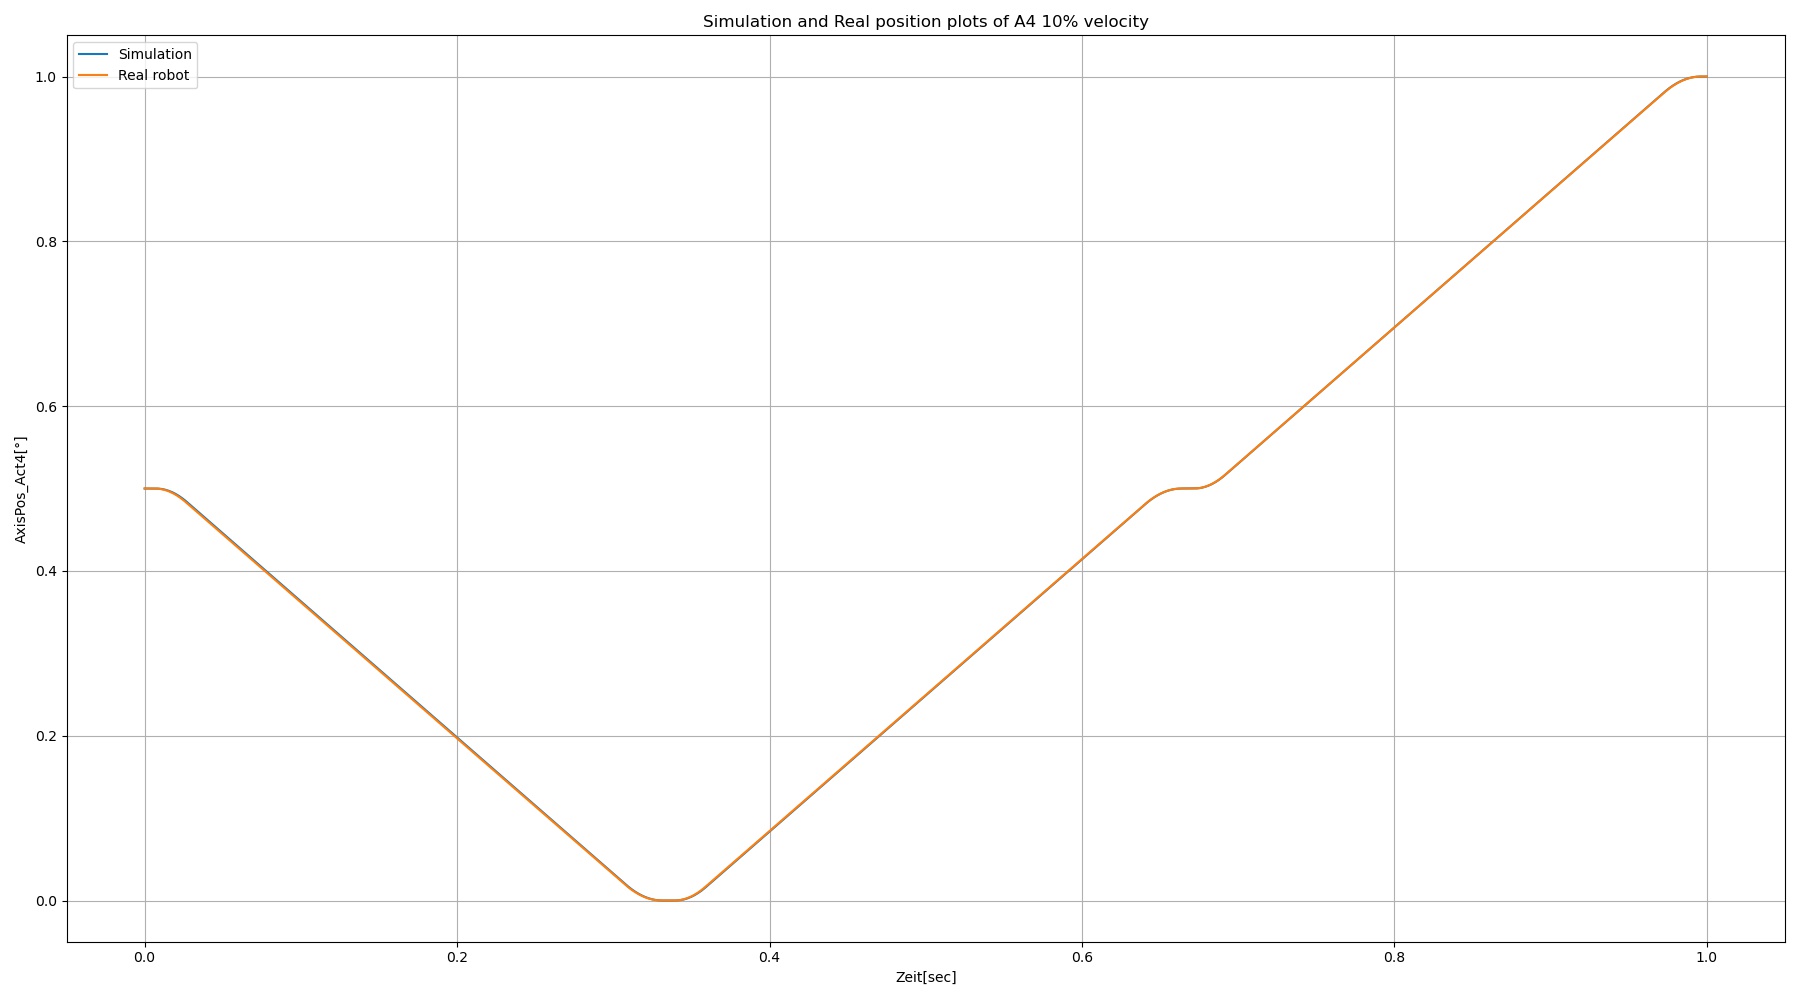 Simulation and Real position plots of A4 10% velocity
Simulation
Real robot
1.0
0.8
0.6
0.4
0.2
0.0
AxisPos_Act4[°]
0.0 0.2 0.4 0.6 0.8 1.0
Zeit[sec]